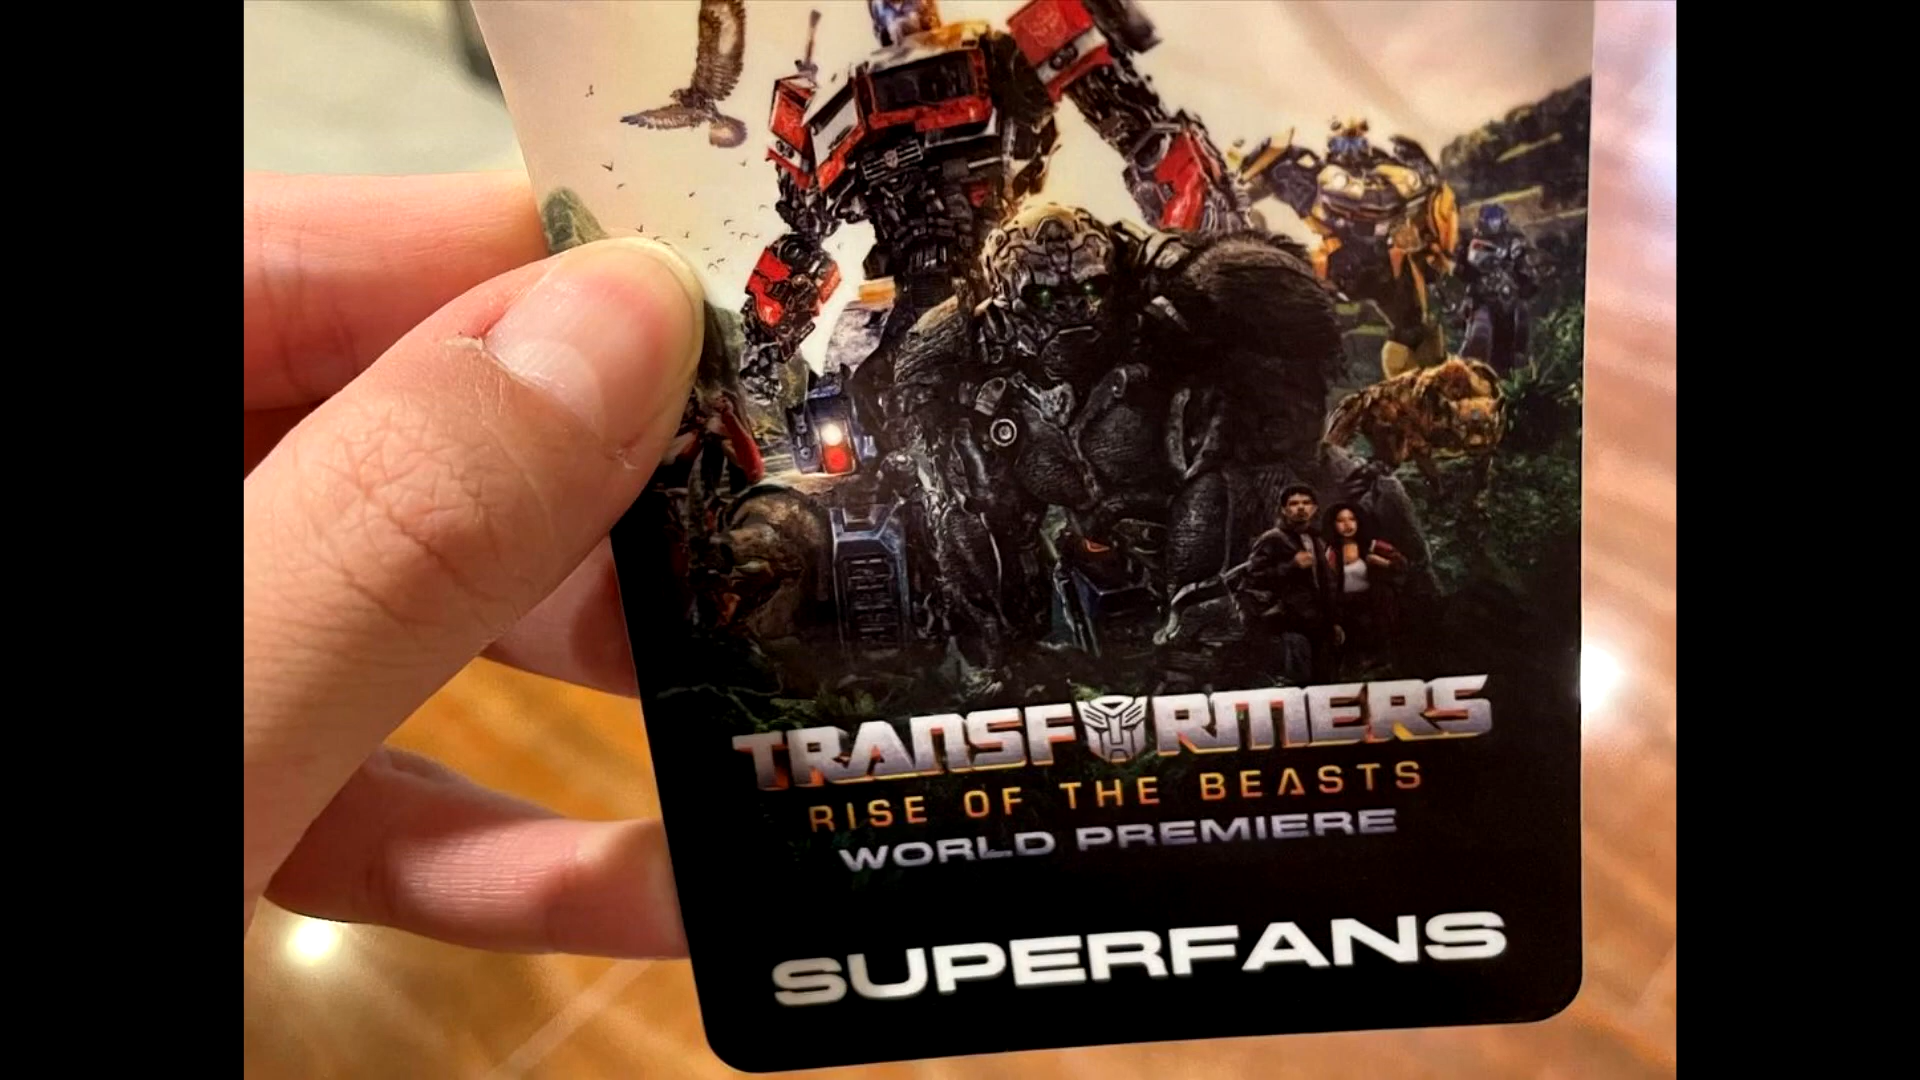 TRANSFORMERS
RISE OF THE BEASTS
WORLD PREMIERE
SUPERFANS